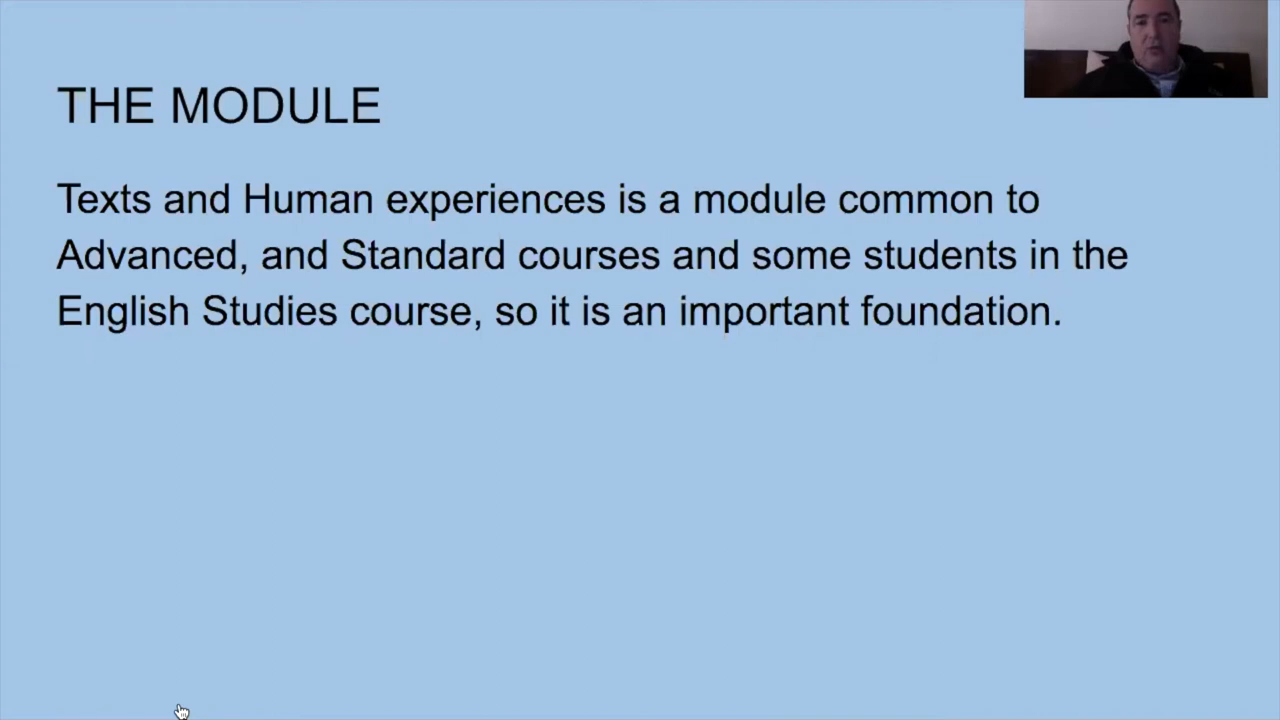 THE MODULE
Texts and Human experiences is a module common to
Advanced, and Standard courses and some students in the
English Studies course, so it is an important foundation.